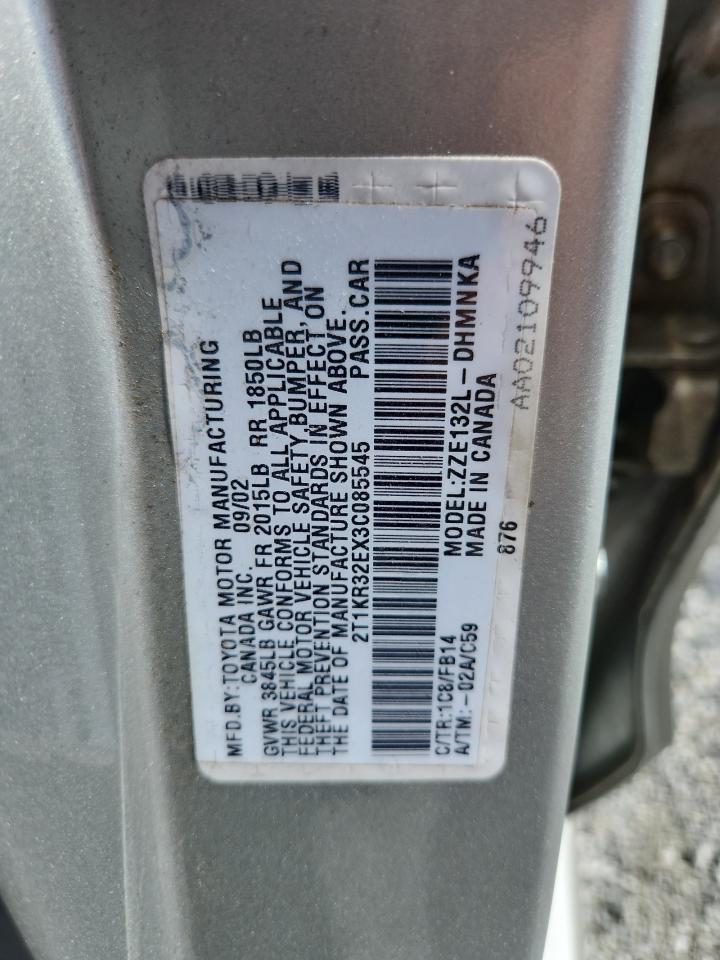 MFD.BY:TOYOTA MOTOR MANUFACTURING
CANADA INC. 09/02
GVWR 3845LB GAWR FR 2015LB RR 1850LB
THIS VEHICLE CONFORMS TO ALL APPLICABLE
FEDERAL MOTOR VEHICLE SAFETY, BUMPER, AND
THEFT PREVENTION STANDARDS IN EFFECT ON
THE DATE OF MANUFACTURE SHOWN ABOVE.
2T1KR32EX3C085545 PASS.CAR
C/TR:1C8/FB14 MODEL:ZZE132L-DHMNKA
A/TM:-02A/C59 MADE IN CANADA
876
AA02109946